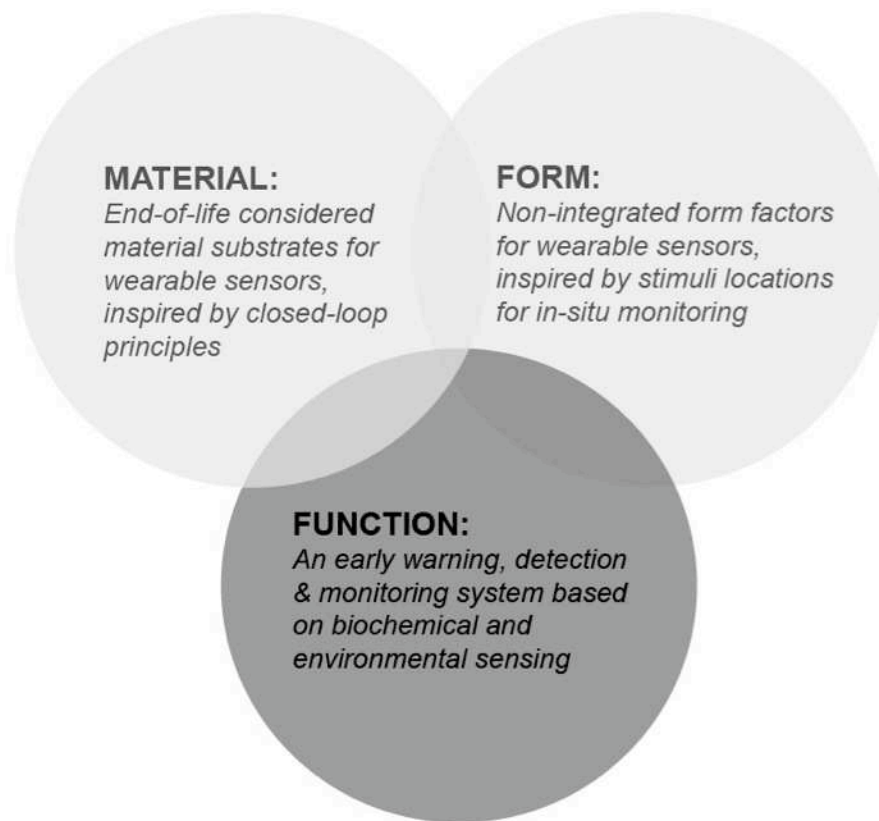 MATERIAL:
End-of-life considered
material substrates for
wearable sensors,
inspired by closed-loop
principles
FORM:
Non-integrated form factors
for wearable sensors,
inspired by stimuli locations
for in-situ monitoring
FUNCTION:
An early warning, detection
& monitoring system based
on biochemical and
environmental sensing